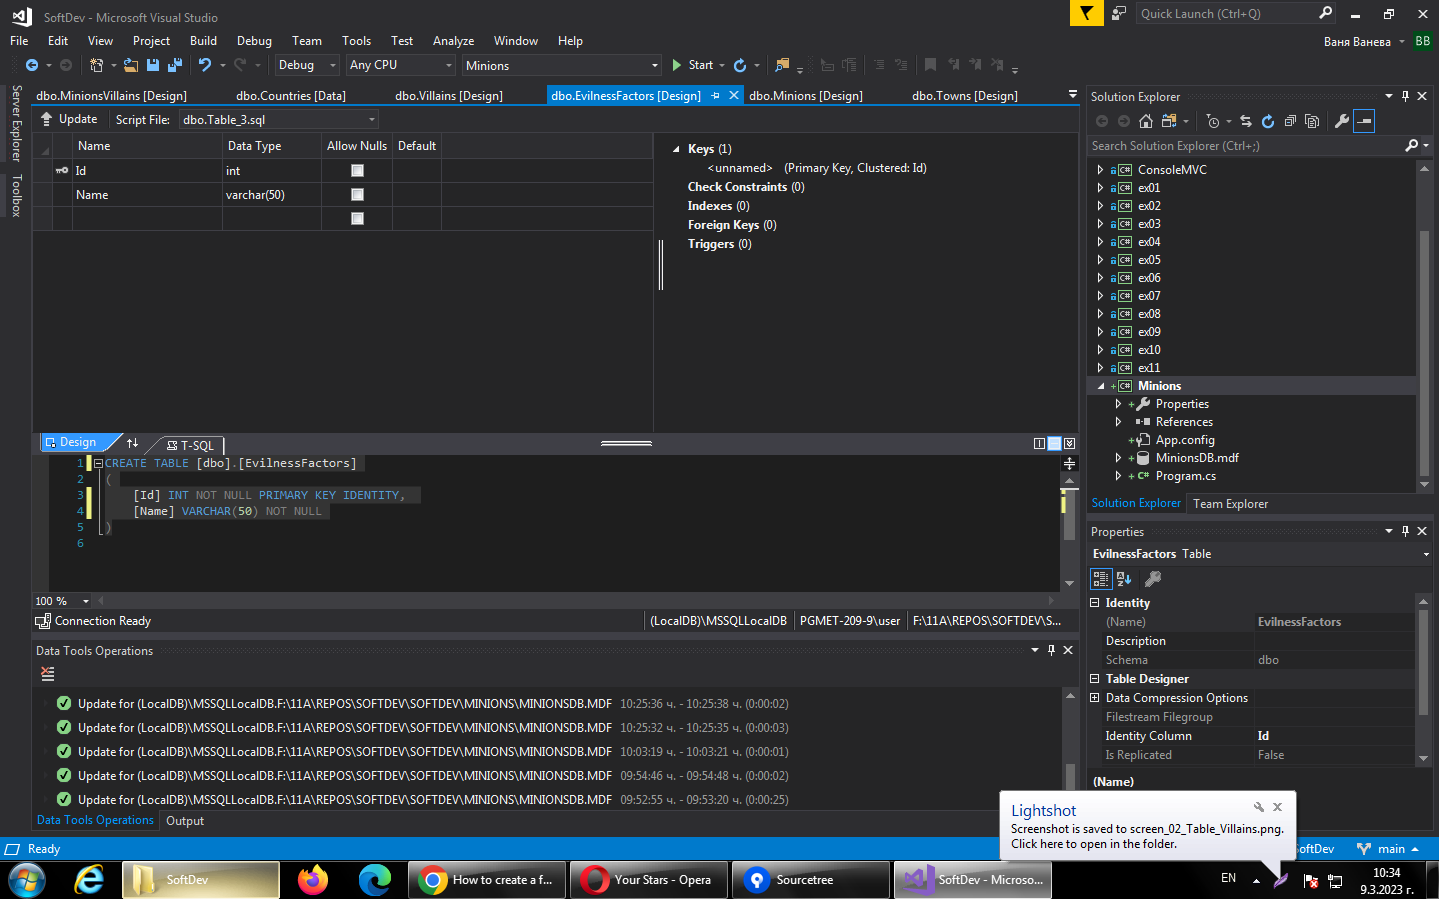 SoftDev - Microsoft Visual Studio
Quick Launch (Ctrl+Q)
File Edit View Project Build Debug Team Tools Test Analyze Window Help
Ваня Ванева BB
Debug Any CPU Minions Start
Server Explorer
Toolbox
dbo.MinionsVillains [Design] dbo.Countries [Data] dbo.Villains [Design] dbo.EvilnessFactors [Design] dbo.Minions [Design] dbo.Towns [Design]
Update Script File: dbo.Table_3.sql
Name Data Type Allow Nulls Default
Id int
Name varchar(50)
Keys (1)
<unnamed> (Primary Key, Clustered: Id)
Check Constraints (0)
Indexes (0)
Foreign Keys (0)
Triggers (0)
Design T-SQL
1 CREATE TABLE [dbo].[EvilnessFactors]
2 (
3 [Id] INT NOT NULL PRIMARY KEY IDENTITY,
4 [Name] VARCHAR(50) NOT NULL
5 )
6
100 %
Connection Ready (LocalDB)\MSSQLLocalDB PGMET-209-9\user F:\11A\REPOS\SOFTDEV\S...
Data Tools Operations
Update for (LocalDB)\MSSQLLocalDB.F:\11A\REPOS\SOFTDEV\SOFTDEV\MINIONS\MINIONSDB.MDF 10:25:36 ч. - 10:25:38 ч. (0:00:02)
Update for (LocalDB)\MSSQLLocalDB.F:\11A\REPOS\SOFTDEV\SOFTDEV\MINIONS\MINIONSDB.MDF 10:25:32 ч. - 10:25:35 ч. (0:00:03)
Update for (LocalDB)\MSSQLLocalDB.F:\11A\REPOS\SOFTDEV\SOFTDEV\MINIONS\MINIONSDB.MDF 10:03:19 ч. - 10:03:21 ч. (0:00:01)
Update for (LocalDB)\MSSQLLocalDB.F:\11A\REPOS\SOFTDEV\SOFTDEV\MINIONS\MINIONSDB.MDF 09:54:46 ч. - 09:54:48 ч. (0:00:02)
Update for (LocalDB)\MSSQLLocalDB.F:\11A\REPOS\SOFTDEV\SOFTDEV\MINIONS\MINIONSDB.MDF 09:52:55 ч. - 09:53:20 ч. (0:00:25)
Data Tools Operations Output
Solution Explorer
Search Solution Explorer (Ctrl+;)
C# ConsoleMVC
C# ex01
C# ex02
C# ex03
C# ex04
C# ex05
C# ex06
C# ex07
C# ex08
C# ex09
C# ex10
C# ex11
C# Minions
Properties
References
App.config
MinionsDB.mdf
C# Program.cs
Solution Explorer Team Explorer
Properties
EvilnessFactors Table
Identity
(Name) EvilnessFactors
Description
Schema dbo
Table Designer
Data Compression Options
Filestream Filegroup
Identity Column Id
Is Replicated False
(Name)
Lightshot
Screenshot is saved to screen_02_Table_Villains.png.
Click here to open in the folder.
Ready SoftDev main
SoftDev How to create a f... Your Stars - Opera Sourcetree SoftDev - Microso...
EN 10:34
9.3.2023 г.